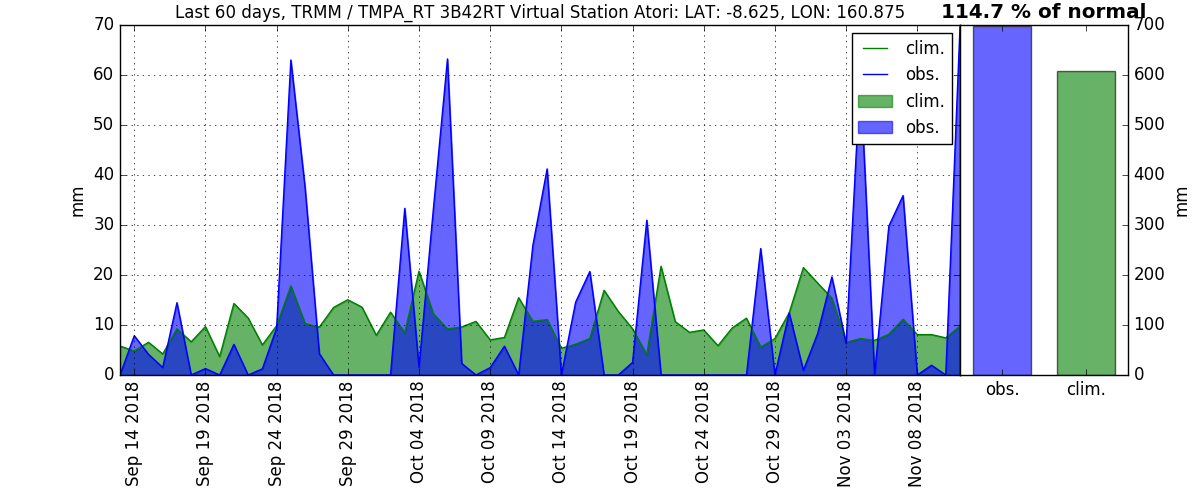 Last 60 days, TRMM / TMPA_RT 3B42RT Virtual Station Atori: LAT: -8.625, LON: 160.875
114.7 % of normal
70
60
50
40
30
20
10
0
mm
clim.
obs.
clim.
obs.
700
600
500
400
300
200
100
0
mm
Sep 14 2018
Sep 19 2018
Sep 24 2018
Sep 29 2018
Oct 04 2018
Oct 09 2018
Oct 14 2018
Oct 19 2018
Oct 24 2018
Oct 29 2018
Nov 03 2018
Nov 08 2018
obs.
clim.